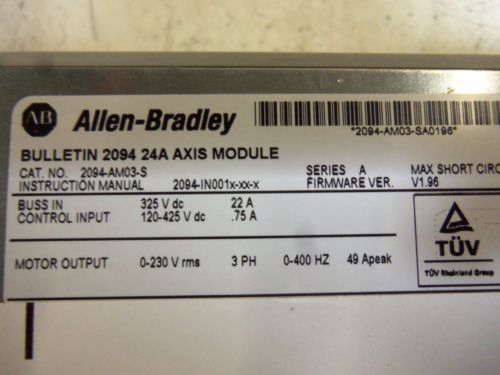 AB Allen-Bradley
*2094-AM03-SA0196*
BULLETIN 2094 24A AXIS MODULE
CAT. NO. 2094-AM03-S SERIES A MAX SHORT CIRC
INSTRUCTION MANUAL 2094-IN001x-xx-x FIRMWARE VER. V1.96
BUSS IN 325 V dc 22 A
CONTROL INPUT 120-425 V dc .75 A
MOTOR OUTPUT 0-230 V rms 3 PH 0-400 HZ 49 Apeak
TÜV
TÜV Rheinland Group